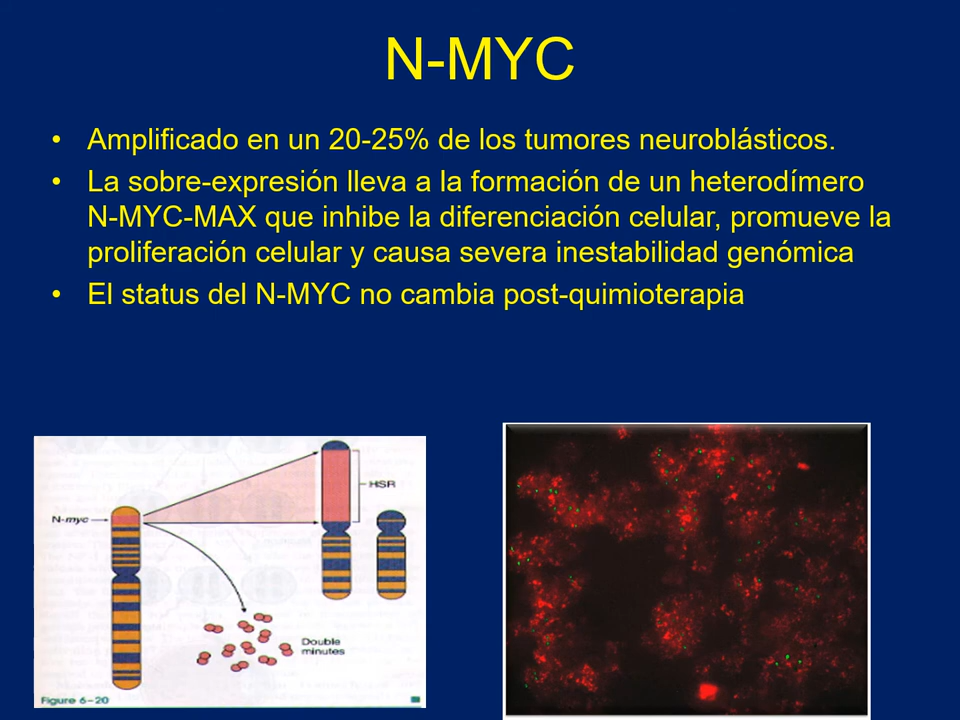 N-MYC
• Amplificado en un 20-25% de los tumores neuroblásticos.
• La sobre-expresión lleva a la formación de un heterodímero
N-MYC-MAX que inhibe la diferenciación celular, promueve la
proliferación celular y causa severa inestabilidad genómica
• El status del N-MYC no cambia post-quimioterapia
HSR
N-myc
Double
minutes
Figure 6-20